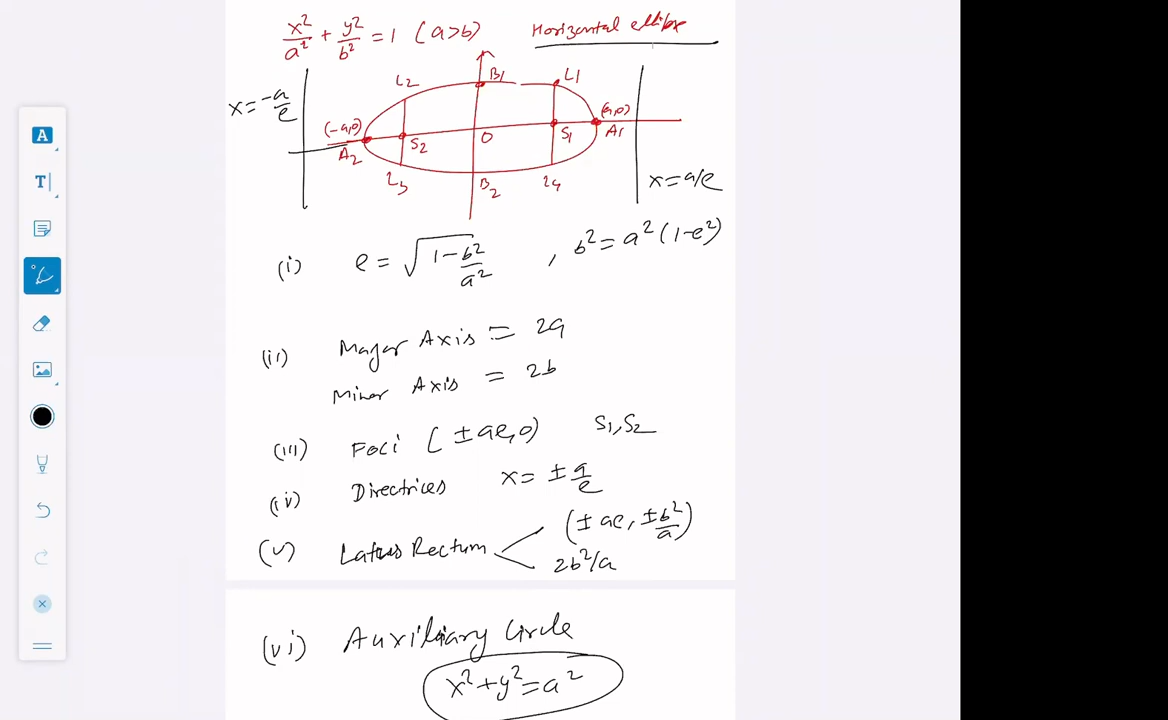 x²/a² + y²/b² = 1 (a>b) Horizental ellipse
x = -a/e
L2 B1 L1
(-a,0) (a,0)
A2 S2 O S1 A1
L3 B2 L4
x = a/e
(i) e = √(1 - b²/a²) , b² = a²(1-e²)
(ii) Major Axis = 2a
Minor Axis = 2b
(iii) Foci (±ae,0) S1,S2
(iv) Directrices x = ±a/e
(v) Latus Rectum (±ae, ±b²/a)
2b²/a
(vi) Auxiliary Circle
x² + y² = a²
A
T